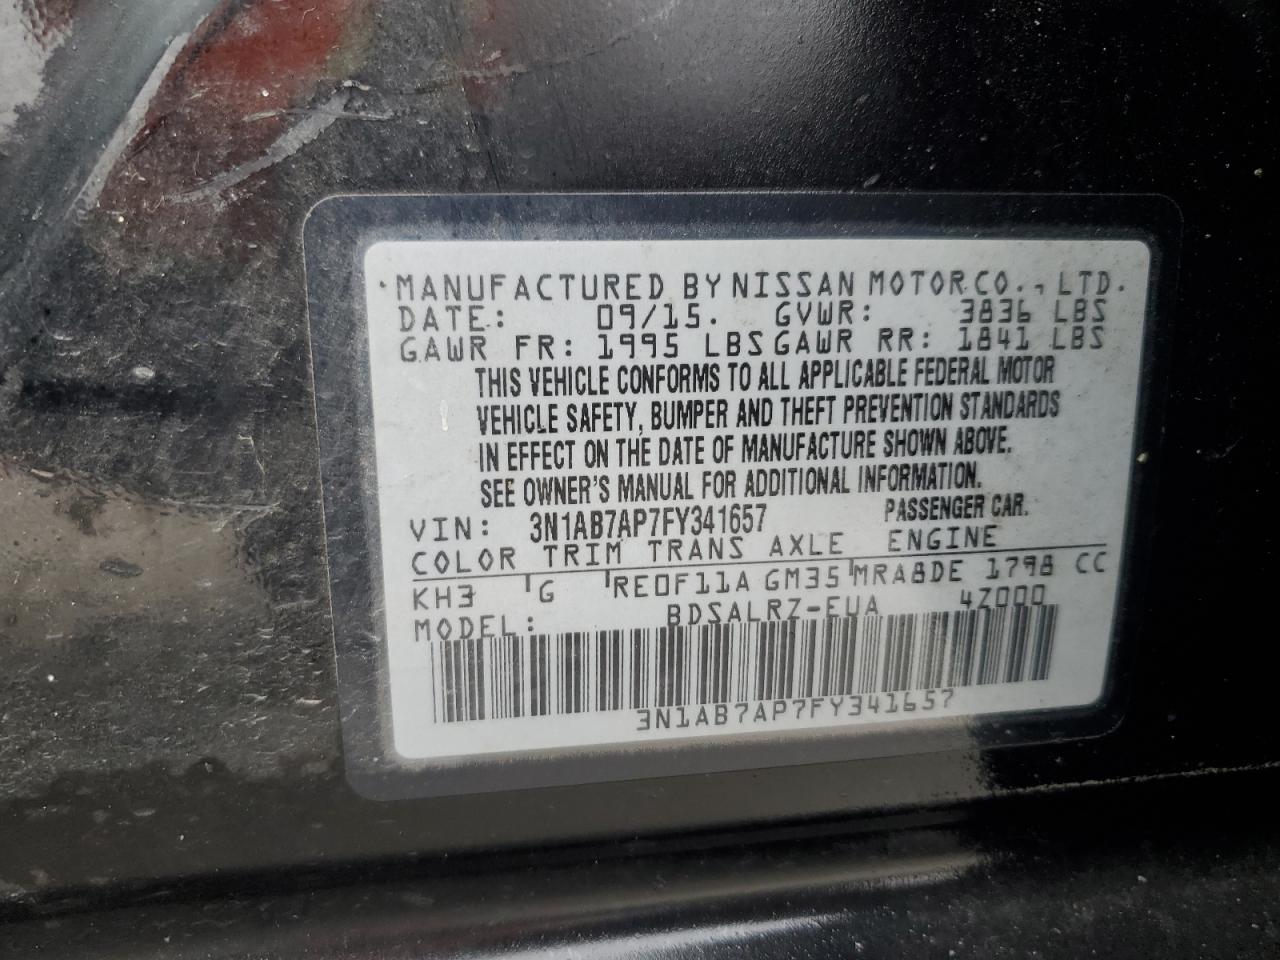 MANUFACTURED BY NISSAN MOTOR CO., LTD.
DATE: 09/15. GVWR: 3836 LBS
GAWR FR: 1995 LBS GAWR RR: 1841 LBS
THIS VEHICLE CONFORMS TO ALL APPLICABLE FEDERAL MOTOR
VEHICLE SAFETY, BUMPER AND THEFT PREVENTION STANDARDS
IN EFFECT ON THE DATE OF MANUFACTURE SHOWN ABOVE.
SEE OWNER'S MANUAL FOR ADDITIONAL INFORMATION.
VIN: 3N1AB7AP7FY341657 PASSENGER CAR.
COLOR TRIM TRANS AXLE ENGINE
KH3 G RE0F11A GM35 MRA8DE 1798 CC
MODEL: BDSALRZ-EUA 4Z000
3N1AB7AP7FY341657